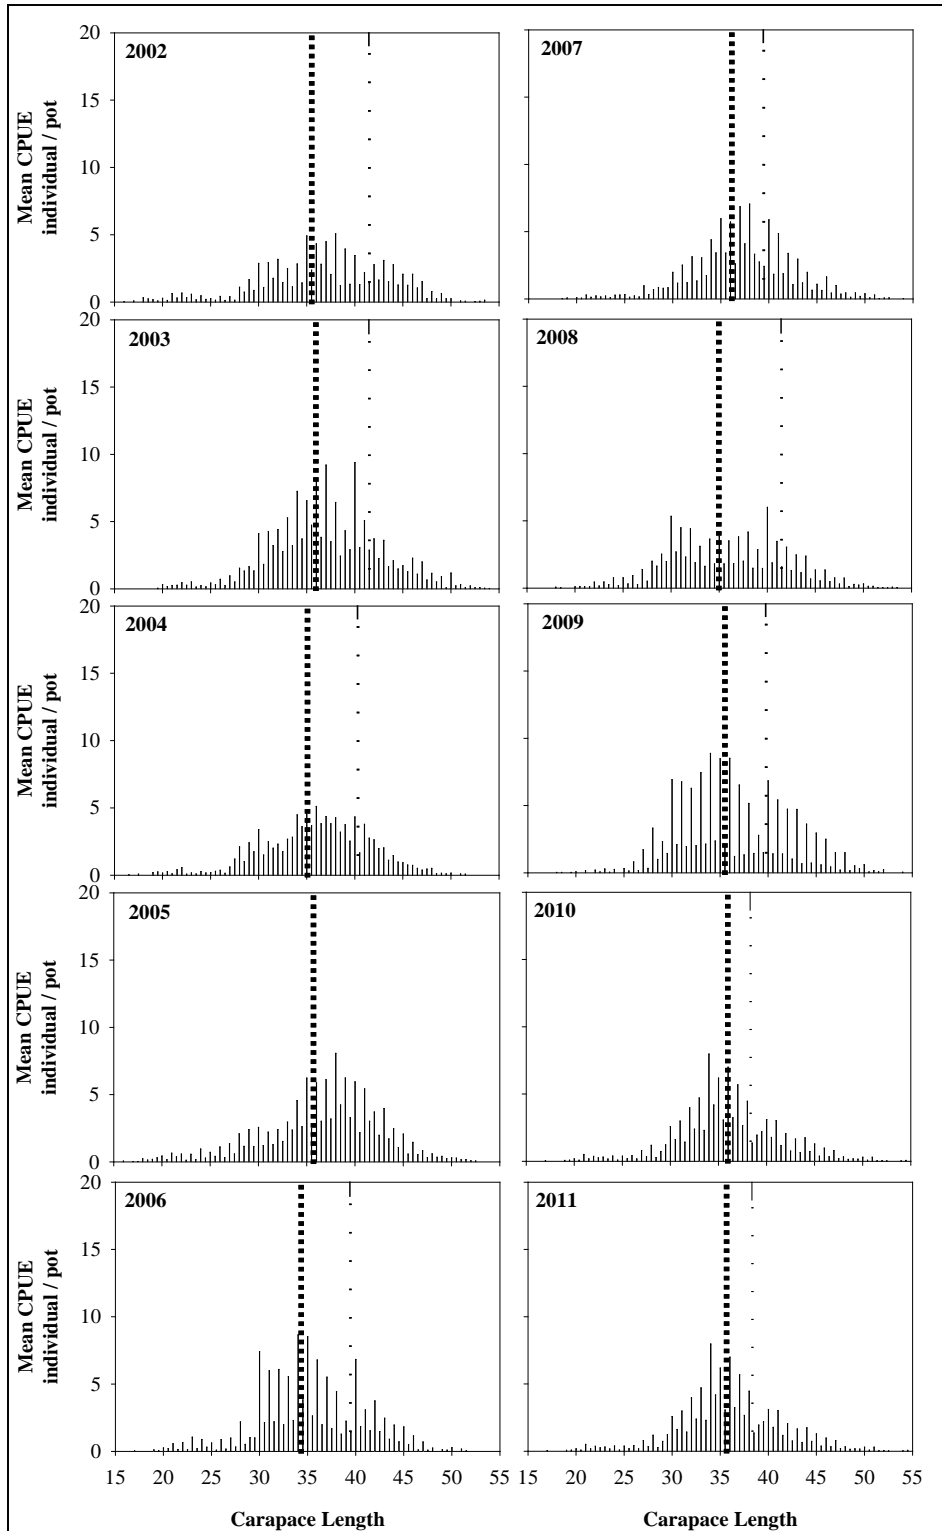 20
15
10
5
0
Mean CPUE
individual / pot
2002
2007
20
15
10
5
0
Mean CPUE
individual / pot
2003
2008
20
15
10
5
0
Mean CPUE
individual / pot
2004
2009
20
15
10
5
0
Mean CPUE
individual / pot
2005
2010
20
15
10
5
0
Mean CPUE
individual / pot
2006
2011
15 20 25 30 35 40 45 50 55
15 20 25 30 35 40 45 50 55
Carapace Length
Carapace Length